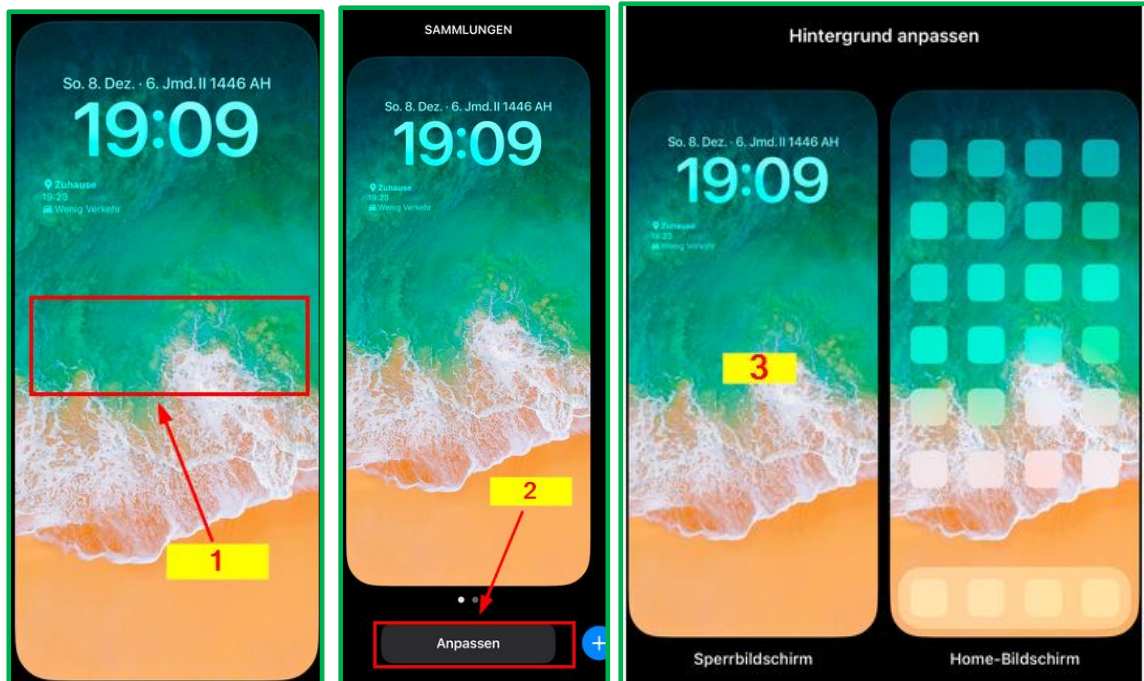 So. 8. Dez. · 6. Jmd. II 1446 AH
19:09
Zuhause
19:23
Wenig Verkehr
1
SAMMLUNGEN
So. 8. Dez. · 6. Jmd. II 1446 AH
19:09
Zuhause
19:23
Wenig Verkehr
2
Anpassen
+
Hintergrund anpassen
So. 8. Dez. · 6. Jmd. II 1446 AH
19:09
Zuhause
19:23
Wenig Verkehr
3
Sperrbildschirm
Home-Bildschirm